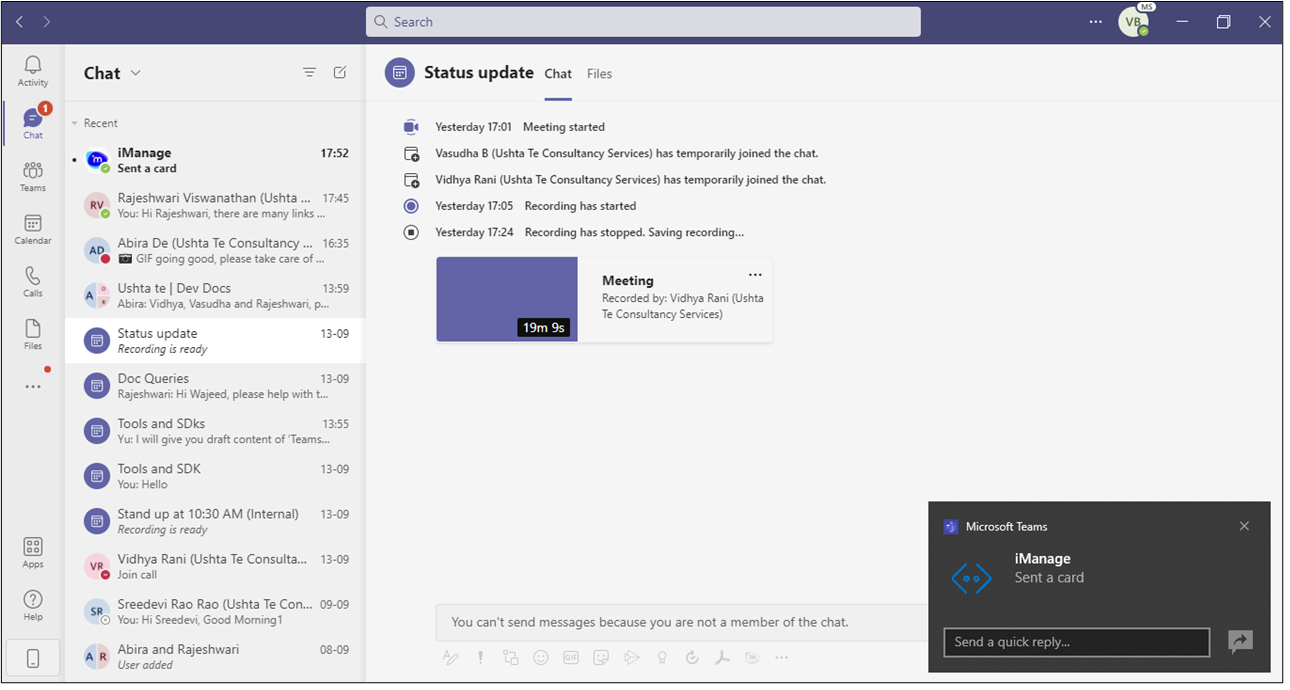 Search
MS
VB
Activity
Chat
1
Teams
Calendar
Calls
Files
Apps
Help
Chat
Recent
iManage 17:52
Sent a card
RV
Rajeshwari Viswanathan (Ushta ... 17:45
You: Hi Rajeshwari, there are many links ...
AD
Abira De (Ushta Te Consultancy ... 16:35
GIF going good, please take care of ...
A D R
Ushta te | Dev Docs 13:59
Abira: Vidhya, Vasudha and Rajeshwari, p...
Status update 13-09
Recording is ready
Doc Queries 13-09
Rajeshwari: Hi Wajeed, please help with t...
Tools and SDks 13:55
Yu: I will give you draft content of 'Teams...
Tools and SDK 13-09
You: Hello
Stand up at 10:30 AM (Internal) 13-09
Recording is ready
VR
Vidhya Rani (Ushta Te Consulta... 13-09
Join call
SR
Sreedevi Rao Rao (Ushta Te Con... 09-09
You: Hi Sreedevi, Good Morning1
A R
Abira and Rajeshwari 08-09
User added
Status update Chat Files
Yesterday 17:01 Meeting started
Vasudha B (Ushta Te Consultancy Services) has temporarily joined the chat.
Vidhya Rani (Ushta Te Consultancy Services) has temporarily joined the chat.
Yesterday 17:05 Recording has started
Yesterday 17:24 Recording has stopped. Saving recording...
19m 9s
Meeting
Recorded by: Vidhya Rani (Ushta
Te Consultancy Services)
You can't send messages because you are not a member of the chat.
GIF
Microsoft Teams
iManage
Sent a card
Send a quick reply...